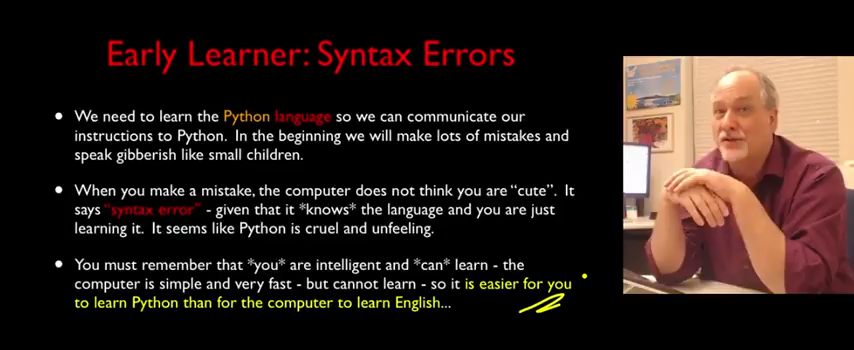 Early Learner: Syntax Errors
• We need to learn the Python language so we can communicate our
instructions to Python. In the beginning we will make lots of mistakes and
speak gibberish like small children.
• When you make a mistake, the computer does not think you are “cute”. It
says “syntax error” - given that it *knows* the language and you are just
learning it. It seems like Python is cruel and unfeeling.
• You must remember that *you* are intelligent and *can* learn - the
computer is simple and very fast - but cannot learn - so it is easier for you
to learn Python than for the computer to learn English...